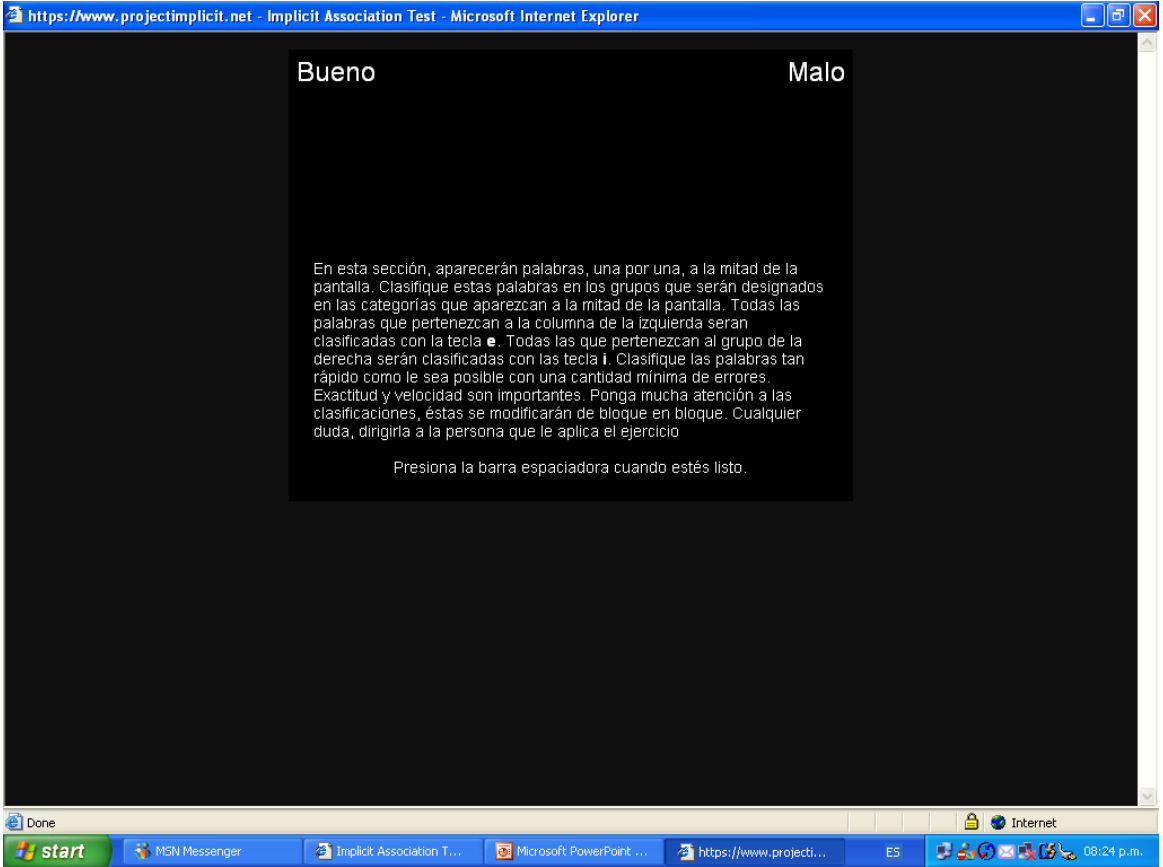 https://www.projectimplicit.net - Implicit Association Test - Microsoft Internet Explorer
Bueno Malo
En esta sección, aparecerán palabras, una por una, a la mitad de la
pantalla. Clasifique estas palabras en los grupos que serán designados
en las categorías que aparezcan a la mitad de la pantalla. Todas las
palabras que pertenezcan a la columna de la izquierda seran
clasificadas con la tecla e. Todas las que pertenezcan al grupo de la
derecha serán clasificadas con las tecla i. Clasifique las palabras tan
rápido como le sea posible con una cantidad mínima de errores.
Exactitud y velocidad son importantes. Ponga mucha atención a las
clasificaciones, éstas se modificarán de bloque en bloque. Cualquier
duda, dirigirla a la persona que le aplica el ejercicio
Presiona la barra espaciadora cuando estés listo.
Done Internet
start MSN Messenger Implicit Association T... Microsoft PowerPoint ... https://www.projecti... ES 08:24 p.m.